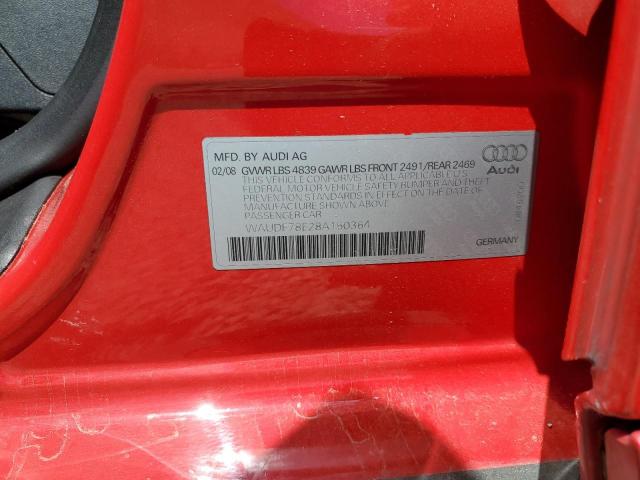 MFD. BY AUDI AG
02/08 GVWR LBS 4839 GAWR LBS FRONT 2491/REAR 2469
THIS VEHICLE CONFORMS TO ALL APPLICABLE U.S.
FEDERAL MOTOR VEHICLE SAFETY BUMPER AND THEFT
PREVENTION STANDARDS IN EFFECT ON THE DATE OF
MANUFACTURE SHOWN ABOVE
PASSENGER CAR
WAUDF78E28A160364
Audi
GERMANY